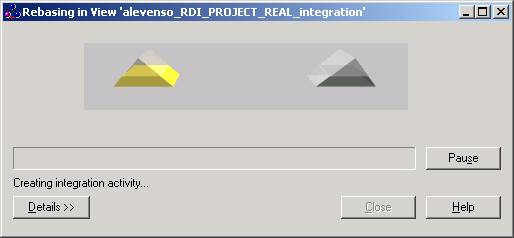 Rebasing in View 'alevenso_RDI_PROJECT_REAL_integration'
Pause
Creating integration activity...
Details >>
Close
Help